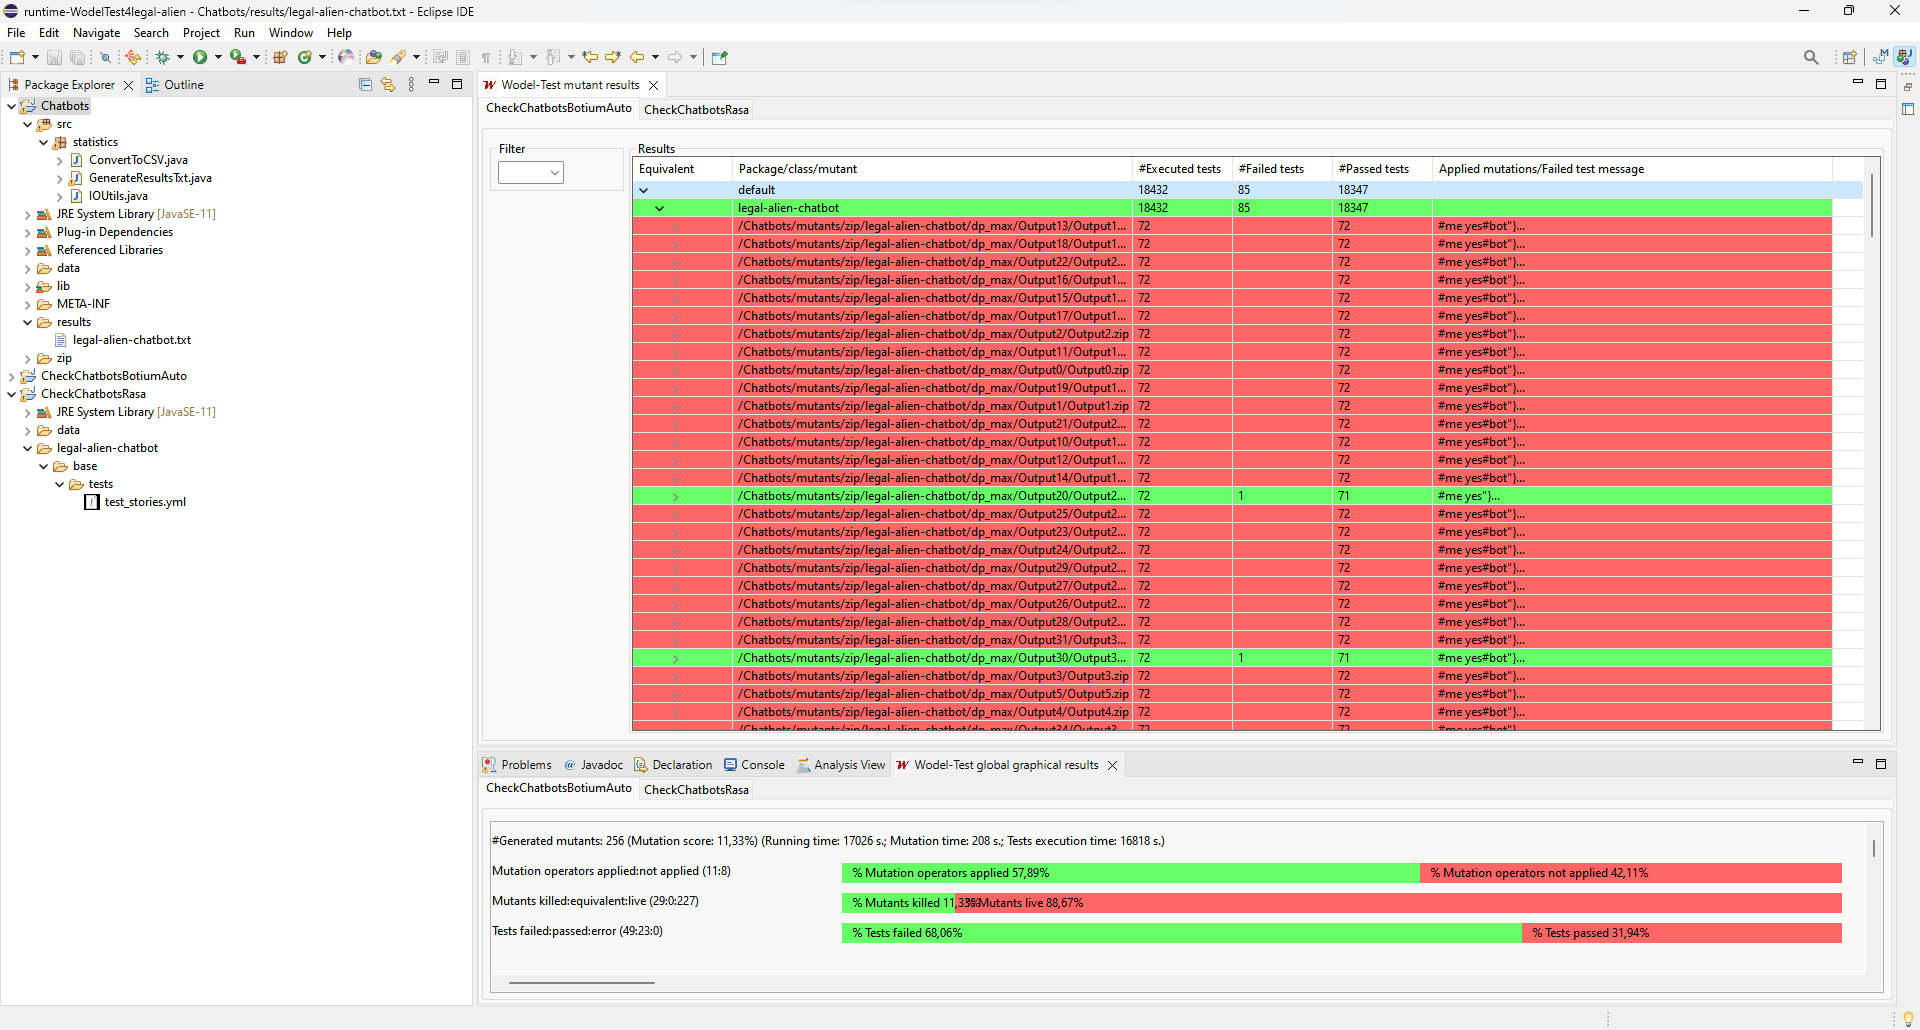 runtime-WodelTest4legal-alien - Chatbots/results/legal-alien-chatbot.txt - Eclipse IDE
File Edit Navigate Search Project Run Window Help
Package Explorer Outline
Chatbots
src
statistics
ConvertToCSV.java
GenerateResultsTxt.java
IOUtils.java
JRE System Library [JavaSE-11]
Plug-in Dependencies
Referenced Libraries
data
lib
META-INF
results
legal-alien-chatbot.txt
zip
CheckChatbotsBotiumAuto
CheckChatbotsRasa
JRE System Library [JavaSE-11]
data
legal-alien-chatbot
base
tests
test_stories.yml
Wodel-Test mutant results
CheckChatbotsBotiumAuto CheckChatbotsRasa
Filter
Results
Equivalent Package/class/mutant #Executed tests #Failed tests #Passed tests Applied mutations/Failed test message
default 18432 85 18347
legal-alien-chatbot 18432 85 18347
/Chatbots/mutants/zip/legal-alien-chatbot/dp_max/Output13/Output1... 72 72 #me yes#bot"}...
/Chatbots/mutants/zip/legal-alien-chatbot/dp_max/Output18/Output1... 72 72 #me yes#bot"}...
/Chatbots/mutants/zip/legal-alien-chatbot/dp_max/Output22/Output2... 72 72 #me yes#bot"}...
/Chatbots/mutants/zip/legal-alien-chatbot/dp_max/Output16/Output1... 72 72 #me yes#bot"}...
/Chatbots/mutants/zip/legal-alien-chatbot/dp_max/Output15/Output1... 72 72 #me yes#bot"}...
/Chatbots/mutants/zip/legal-alien-chatbot/dp_max/Output17/Output1... 72 72 #me yes#bot"}...
/Chatbots/mutants/zip/legal-alien-chatbot/dp_max/Output2/Output2.zip 72 72 #me yes#bot"}...
/Chatbots/mutants/zip/legal-alien-chatbot/dp_max/Output11/Output1... 72 72 #me yes#bot"}...
/Chatbots/mutants/zip/legal-alien-chatbot/dp_max/Output0/Output0.zip 72 72 #me yes#bot"}...
/Chatbots/mutants/zip/legal-alien-chatbot/dp_max/Output19/Output1... 72 72 #me yes#bot"}...
/Chatbots/mutants/zip/legal-alien-chatbot/dp_max/Output1/Output1.zip 72 72 #me yes#bot"}...
/Chatbots/mutants/zip/legal-alien-chatbot/dp_max/Output21/Output2... 72 72 #me yes#bot"}...
/Chatbots/mutants/zip/legal-alien-chatbot/dp_max/Output10/Output1... 72 72 #me yes#bot"}...
/Chatbots/mutants/zip/legal-alien-chatbot/dp_max/Output12/Output1... 72 72 #me yes#bot"}...
/Chatbots/mutants/zip/legal-alien-chatbot/dp_max/Output14/Output1... 72 72 #me yes#bot"}...
/Chatbots/mutants/zip/legal-alien-chatbot/dp_max/Output20/Output2... 72 1 71 #me yes"}...
/Chatbots/mutants/zip/legal-alien-chatbot/dp_max/Output25/Output2... 72 72 #me yes#bot"}...
/Chatbots/mutants/zip/legal-alien-chatbot/dp_max/Output23/Output2... 72 72 #me yes#bot"}...
/Chatbots/mutants/zip/legal-alien-chatbot/dp_max/Output24/Output2... 72 72 #me yes#bot"}...
/Chatbots/mutants/zip/legal-alien-chatbot/dp_max/Output29/Output2... 72 72 #me yes#bot"}...
/Chatbots/mutants/zip/legal-alien-chatbot/dp_max/Output27/Output2... 72 72 #me yes#bot"}...
/Chatbots/mutants/zip/legal-alien-chatbot/dp_max/Output26/Output2... 72 72 #me yes#bot"}...
/Chatbots/mutants/zip/legal-alien-chatbot/dp_max/Output28/Output2... 72 72 #me yes#bot"}...
/Chatbots/mutants/zip/legal-alien-chatbot/dp_max/Output31/Output3... 72 72 #me yes#bot"}...
/Chatbots/mutants/zip/legal-alien-chatbot/dp_max/Output30/Output3... 72 1 71 #me yes#bot"}...
/Chatbots/mutants/zip/legal-alien-chatbot/dp_max/Output3/Output3.zip 72 72 #me yes#bot"}...
/Chatbots/mutants/zip/legal-alien-chatbot/dp_max/Output5/Output5.zip 72 72 #me yes#bot"}...
/Chatbots/mutants/zip/legal-alien-chatbot/dp_max/Output4/Output4.zip 72 72 #me yes#bot"}...
/Chatbots/mutants/zip/legal-alien-chatbot/dp_max/Output34/Output3... 72 72 #me yes#bot"}...
Problems Javadoc Declaration Console Analysis View Wodel-Test global graphical results
CheckChatbotsBotiumAuto CheckChatbotsRasa
#Generated mutants: 256 (Mutation score: 11,33%) (Running time: 17026 s.; Mutation time: 208 s.; Tests execution time: 16818 s.)
Mutation operators applied:not applied (11:8) % Mutation operators applied 57,89% % Mutation operators not applied 42,11%
Mutants killed:equivalent:live (29:0:227) % Mutants killed 11,33% % Mutants live 88,67%
Tests failed:passed:error (49:23:0) % Tests failed 68,06% % Tests passed 31,94%